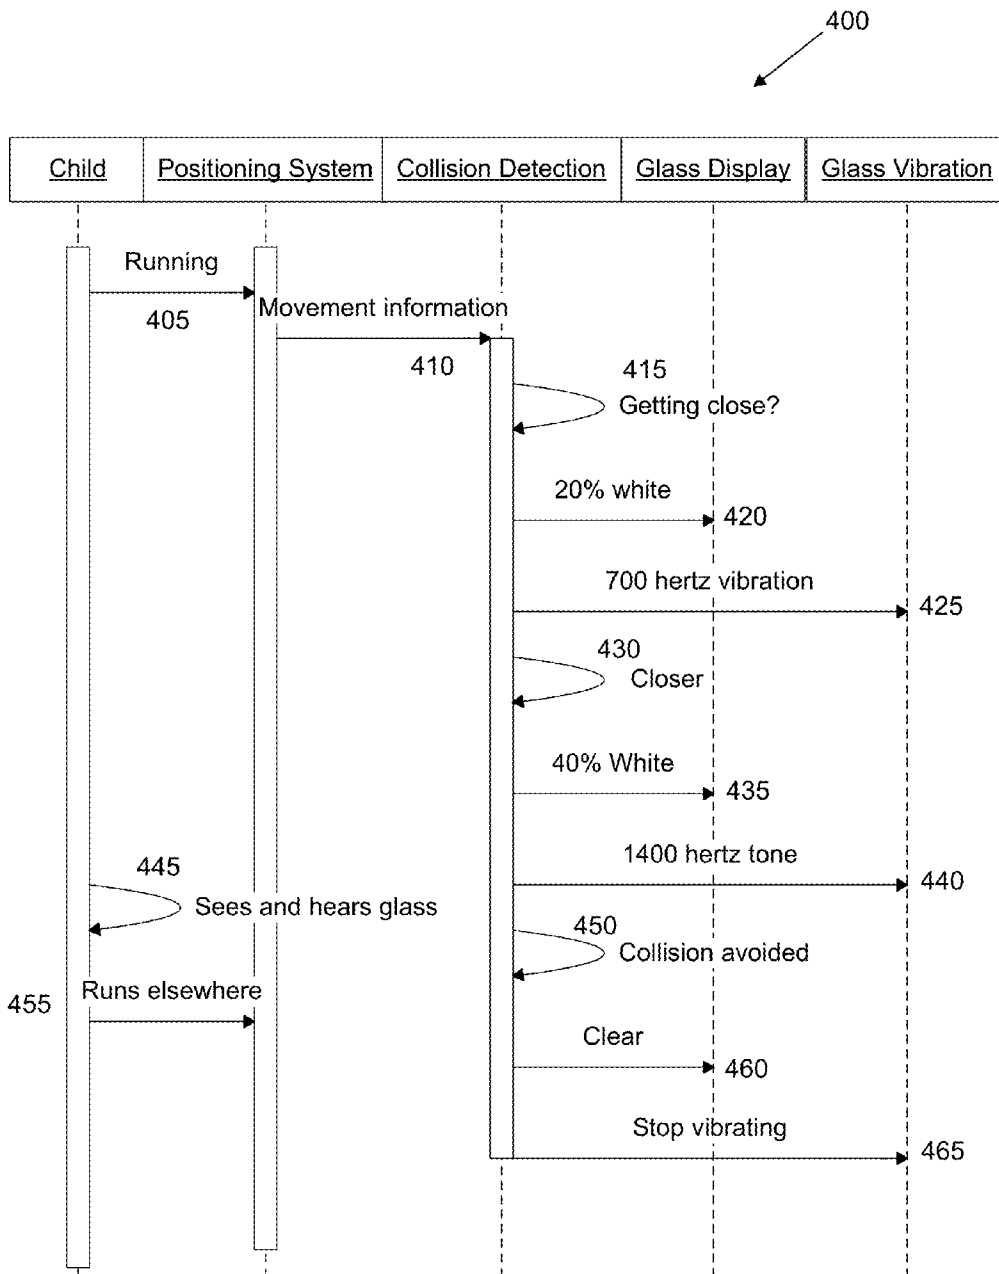 400
Child
Positioning System
Collision Detection
Glass Display
Glass Vibration
Running
405
Movement information
410
415
Getting close?
20% white
420
700 hertz vibration
425
430
Closer
40% White
435
1400 hertz tone
440
445
Sees and hears glass
450
Collision avoided
455
Runs elsewhere
Clear
460
Stop vibrating
465